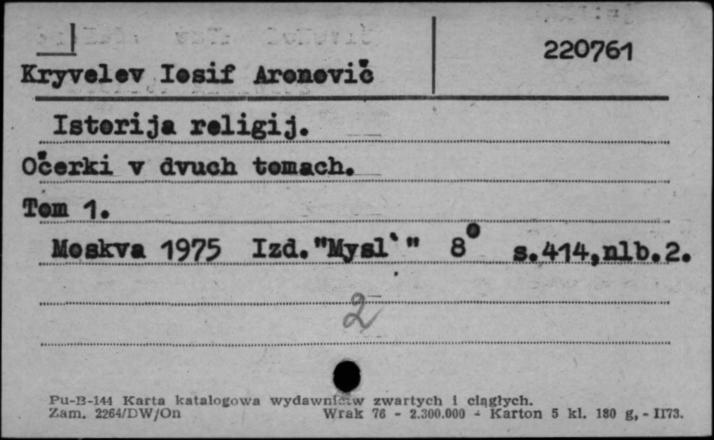 220761
Kryvelev Iosif Aronovič
Istorija religij.
Očerki v dvuch tomach.
Tom 1.
Moskva 1975 Izd."Mysl`" 8° s.414,nlb.2.
2
Pu-B-144 Karta katalogowa wydawnictw zwartych i ciągłych.
Zam. 2264/DW/On Wrak 76 - 2.300.000 - Karton 5 kl. 180 g, - II73.